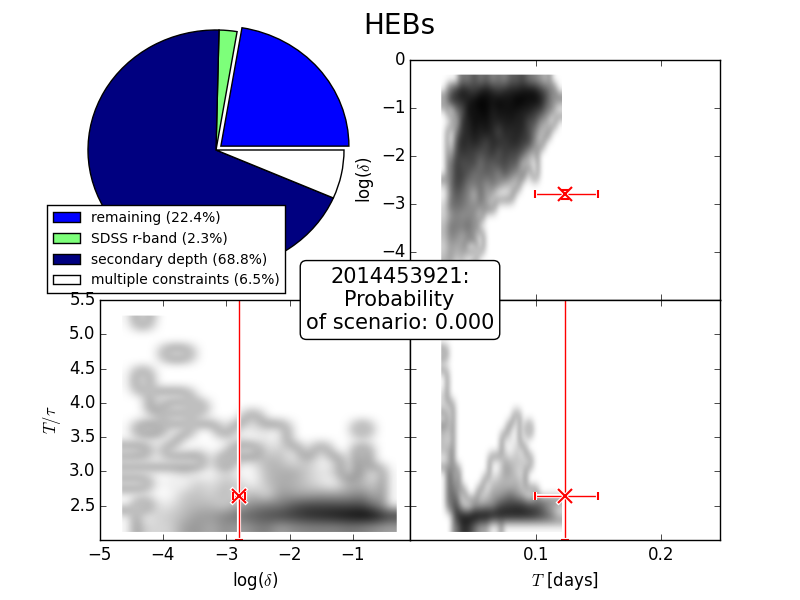 HEBs
remaining (22.4%)
SDSS r-band (2.3%)
secondary depth (68.8%)
multiple constraints (6.5%)
0
−1
−2
−3
−4
log(δ)
2014453921:
Probability
of scenario: 0.000
5.5
5.0
4.5
4.0
3.5
3.0
2.5
T/τ
−5 −4 −3 −2 −1
log(δ)
0.1 0.2
T [days]